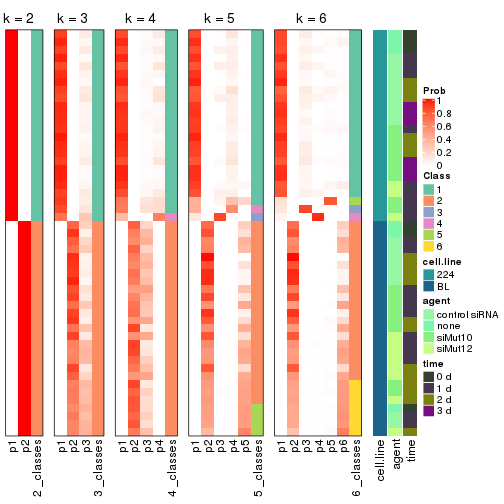 k = 2 k = 3 k = 4 k = 5 k = 6
Prob
1
0.8
0.6
0.4
0.2
0
Class
1
2
3
4
5
6
cell.line
224
BL
agent
control siRNA
none
siMut10
siMut12
time
0 d
1 d
2 d
3 d
p1 p2 2_classes p1 p2 p3 3_classes p1 p2 p3 p4 4_classes p1 p2 p3 p4 p5 5_classes p1 p2 p3 p4 p5 p6 6_classes cell.line agent time